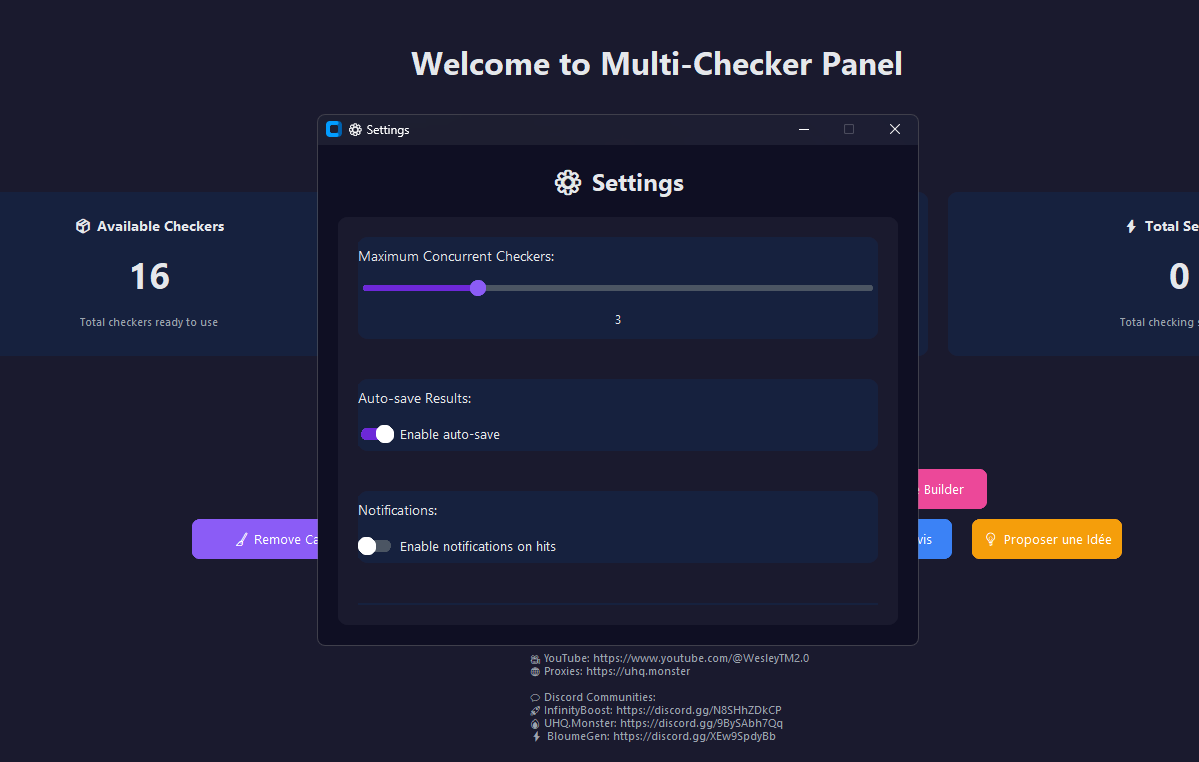 Welcome to Multi-Checker Panel
Settings
Settings
Available Checkers
16
Total checkers ready to use
Total Se
0
Total checking
Maximum Concurrent Checkers:
3
Auto-save Results:
Enable auto-save
Notifications:
Enable notifications on hits
Builder
Remove Ca
vis
Proposer une Idée
YouTube: https://www.youtube.com/@WesleyTM2.0
Proxies: https://uhq.monster
Discord Communities:
InfinityBoost: https://discord.gg/N8SHhZDkCP
UHQ.Monster: https://discord.gg/9BySAbh7Qq
BloumeGen: https://discord.gg/XEw9SpdyBb